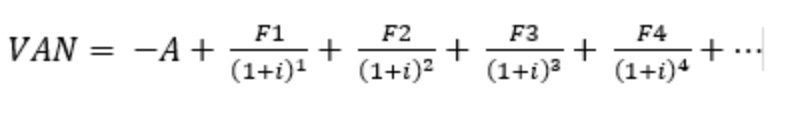 VAN = −A + F1/(1+i)¹ + F2/(1+i)² + F3/(1+i)³ + F4/(1+i)⁴ + ⋯